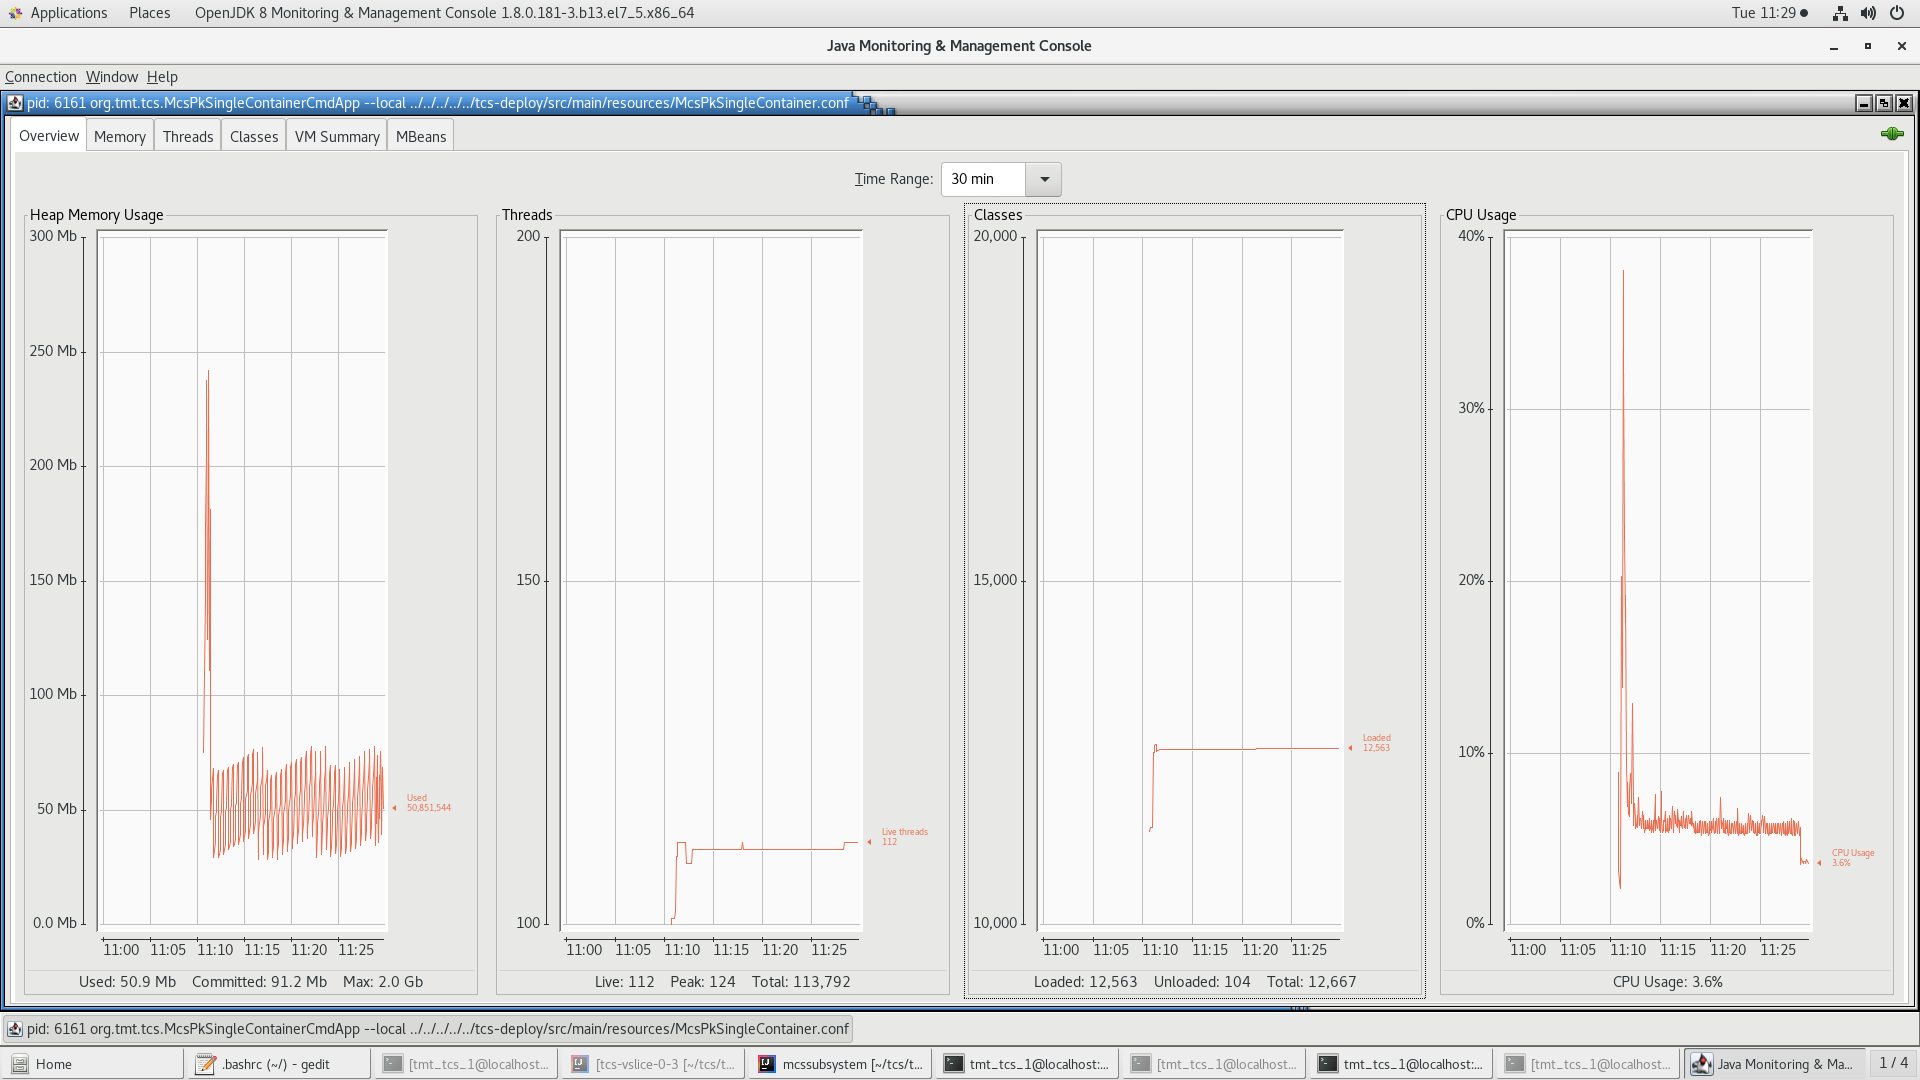 Applications Places OpenJDK 8 Monitoring & Management Console 1.8.0.181-3.b13.el7_5.x86_64 Tue 11:29
Java Monitoring & Management Console
Connection Window Help
pid: 6161 org.tmt.tcs.McsPkSingleContainerCmdApp --local ../../../../../tcs-deploy/src/main/resources/McsPkSingleContainer.conf
Overview Memory Threads Classes VM Summary MBeans
Time Range: 30 min
Heap Memory Usage
300 Mb
250 Mb
200 Mb
150 Mb
100 Mb
50 Mb
0.0 Mb
Used
50,851,544
11:00 11:05 11:10 11:15 11:20 11:25
Used: 50.9 Mb Committed: 91.2 Mb Max: 2.0 Gb
Threads
200
150
100
Live threads
112
11:00 11:05 11:10 11:15 11:20 11:25
Live: 112 Peak: 124 Total: 113,792
Classes
20,000
15,000
10,000
Loaded
12,563
11:00 11:05 11:10 11:15 11:20 11:25
Loaded: 12,563 Unloaded: 104 Total: 12,667
CPU Usage
40%
30%
20%
10%
0%
CPU Usage
3.6%
11:00 11:05 11:10 11:15 11:20 11:25
CPU Usage: 3.6%
pid: 6161 org.tmt.tcs.McsPkSingleContainerCmdApp --local ../../../../../tcs-deploy/src/main/resources/McsPkSingleContainer.conf
Home .bashrc (~/) - gedit [tmt_tcs_1@localhost:... [tcs-vslice-0-3 [~/tcs/t... mcssubsystem [~/tcs/t... tmt_tcs_1@localhost:... [tmt_tcs_1@localhost... tmt_tcs_1@localhost:... [tmt_tcs_1@localhost... Java Monitoring & Ma... 1 / 4